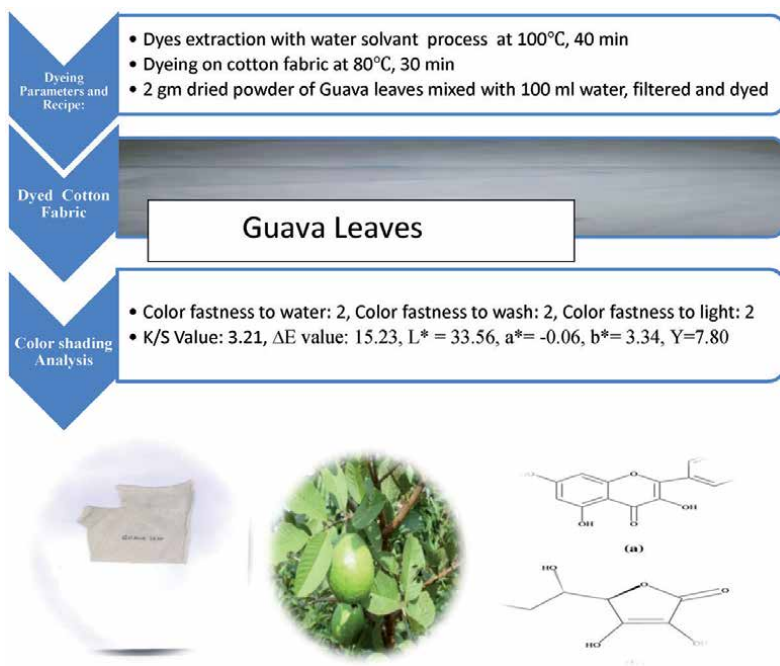 Dyeing
Parameters and
Recipe:
• Dyes extraction with water solvant process at 100℃, 40 min
• Dyeing on cotton fabric at 80℃, 30 min
• 2 gm dried powder of Guava leaves mixed with 100 ml water, filtered and dyed
Dyed Cotton
Fabric
Guava Leaves
Color shading
Analysis
• Color fastness to water: 2, Color fastness to wash: 2, Color fastness to light: 2
• K/S Value: 3.21, ΔE value: 15.23, L* = 33.56, a*= -0.06, b*= 3.34, Y=7.80
O
OH
OH
O
(a)
HO
O
O
HO
OH